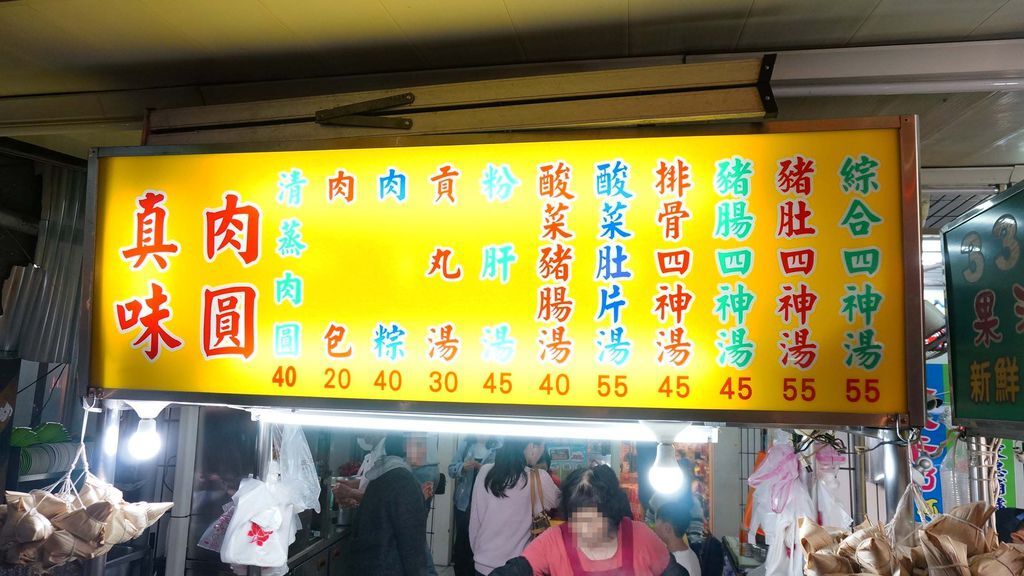 真味
肉圓
清蒸肉圓 40
肉包 20
肉粽 40
貢丸湯 30
粉肝湯 45
酸菜豬腸湯 40
酸菜肚片湯 55
排骨四神湯 45
豬腸四神湯 45
豬肚四神湯 55
綜合四神湯 55
33
果
新鮮